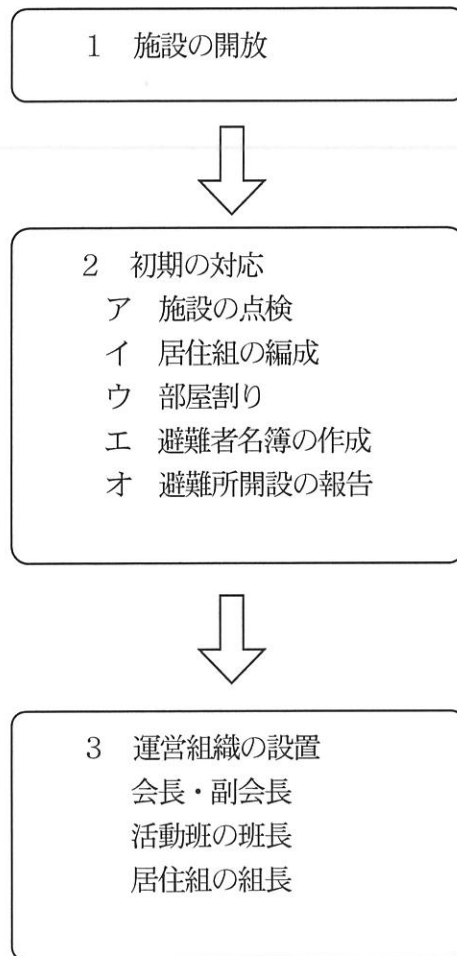 1　施設の開放
2　初期の対応
ア　施設の点検
イ　居住組の編成
ウ　部屋割り
エ　避難者名簿の作成
オ　避難所開設の報告
3　運営組織の設置
会長・副会長
活動班の班長
居住組の組長